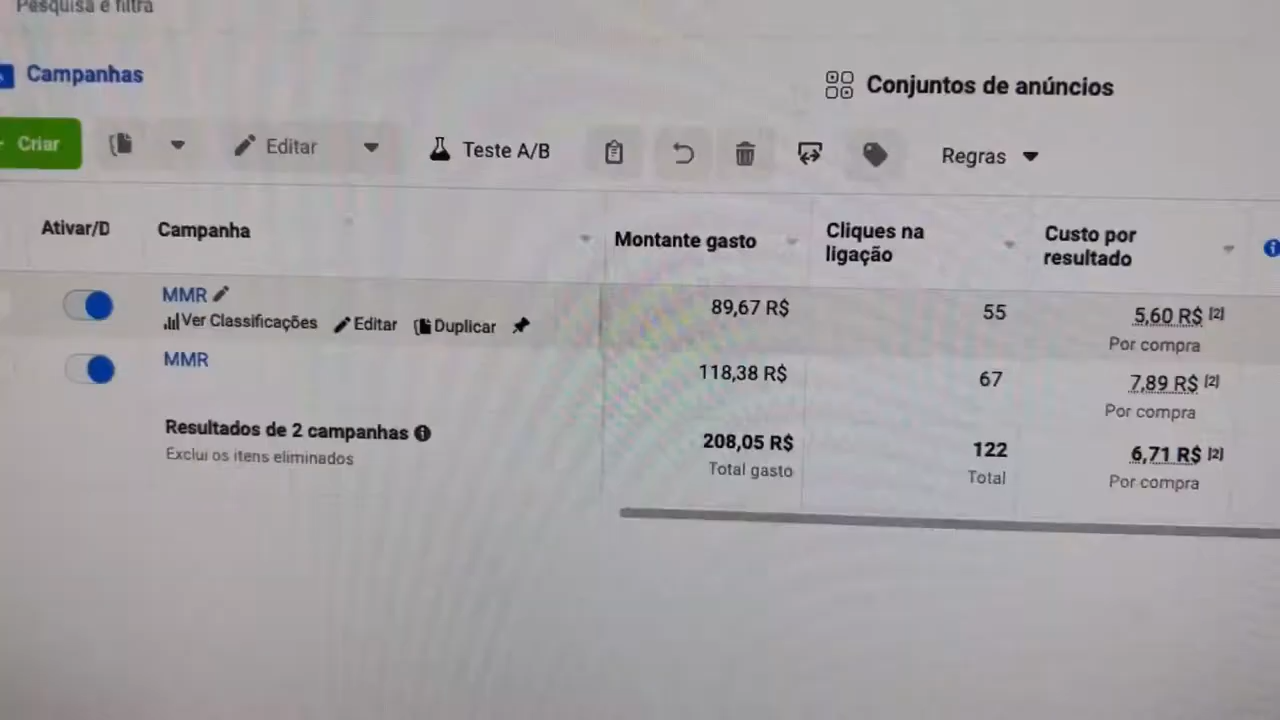 Pesquisa e filtra
Campanhas
Conjuntos de anúncios
Criar
Editar
Teste A/B
Regras
Ativar/D
Campanha
Montante gasto
Cliques na
ligação
Custo por
resultado
MMR
Ver Classificações
Editar
Duplicar
89,67 R$
55
5,60 R$ [2]
Por compra
MMR
118,38 R$
67
7,89 R$ [2]
Por compra
Resultados de 2 campanhas
Exclui os itens eliminados
208,05 R$
Total gasto
122
Total
6,71 R$ [2]
Por compra